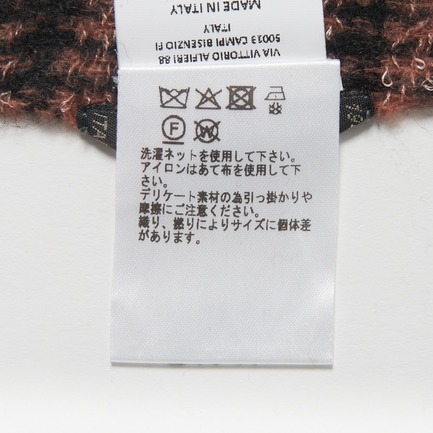 MADE IN ITALY
ITALY
50013 CAMPI BISENZIO FI
VIA VITTORIO ALFIERI 88
F
W
洗濯ネットを使用して下さい。
アイロンはあて布を使用して下
さい。
デリケート素材の為引っ掛かりや
摩擦にご注意ください。
織り、撚りによりサイズに個体差
があります。